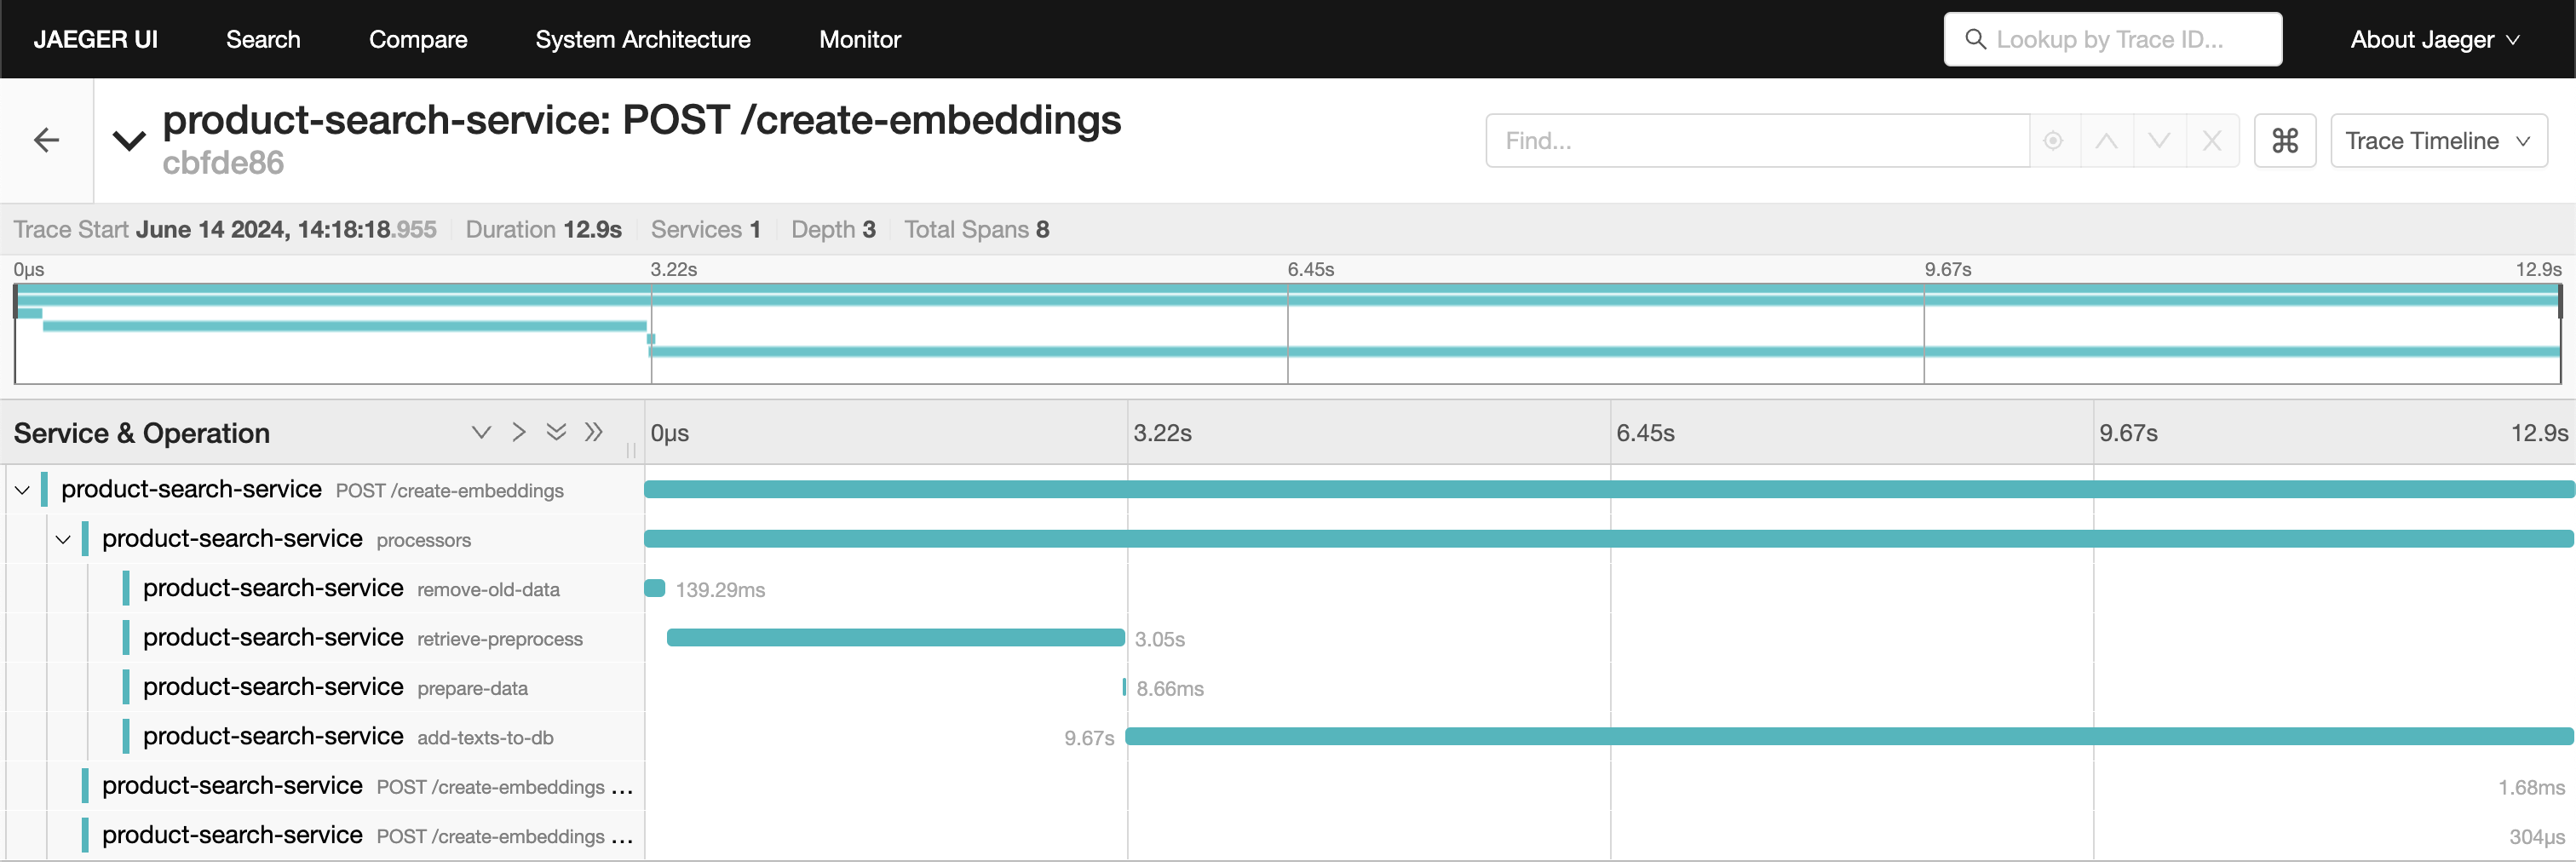 JAEGER UI Search Compare System Architecture Monitor Lookup by Trace ID... About Jaeger
product-search-service: POST /create-embeddings
cbfde86
Find... ⌘ Trace Timeline
Trace Start June 14 2024, 14:18:18.955 Duration 12.9s Services 1 Depth 3 Total Spans 8
0μs 3.22s 6.45s 9.67s 12.9s
Service & Operation 0μs 3.22s 6.45s 9.67s 12.9s
product-search-service POST /create-embeddings
product-search-service processors
product-search-service remove-old-data 139.29ms
product-search-service retrieve-preprocess 3.05s
product-search-service prepare-data 8.66ms
product-search-service add-texts-to-db 9.67s
product-search-service POST /create-embeddings ... 1.68ms
product-search-service POST /create-embeddings ... 304μs